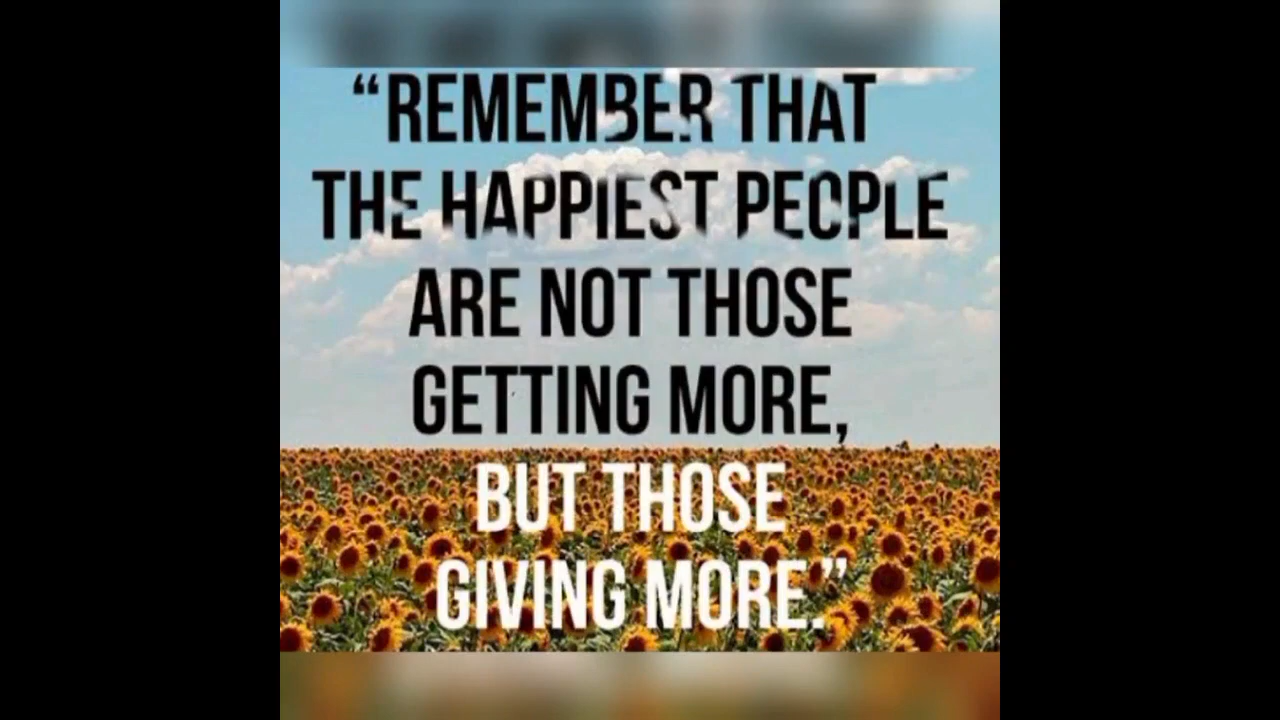 “REMEMBER THAT
THE HAPPIEST PEOPLE
ARE NOT THOSE
GETTING MORE,
BUT THOSE
GIVING MORE.”